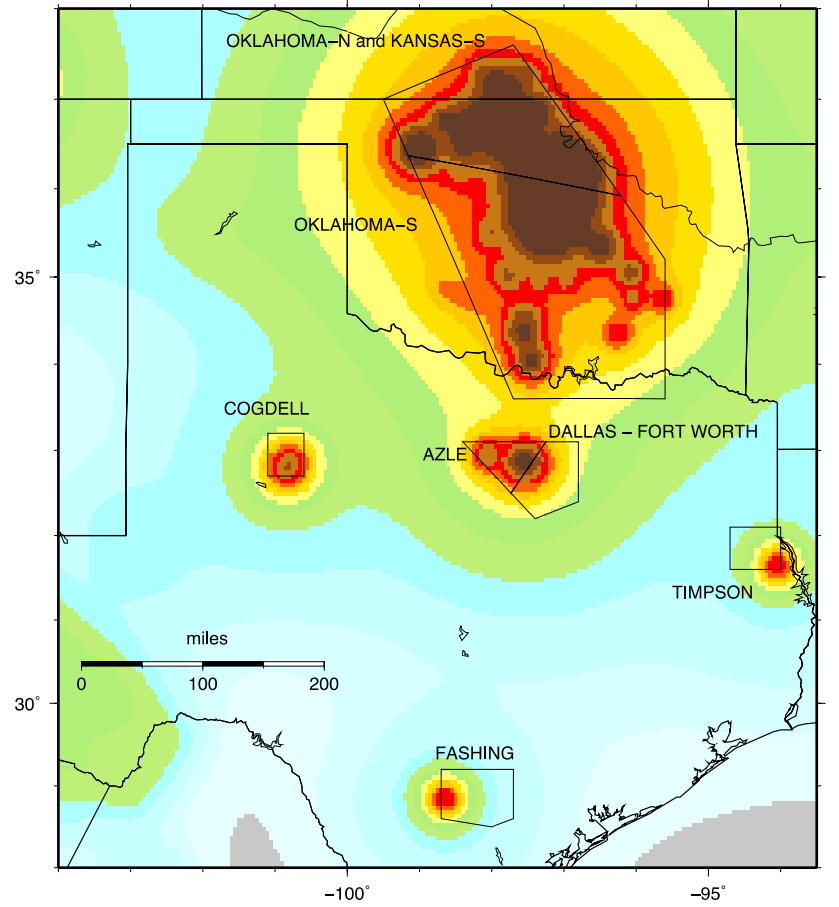 OKLAHOMA−N and KANSAS−S
OKLAHOMA−S
35˚
COGDELL
DALLAS − FORT WORTH
AZLE
TIMPSON
miles
0 100 200
30˚
FASHING
−100˚ −95˚